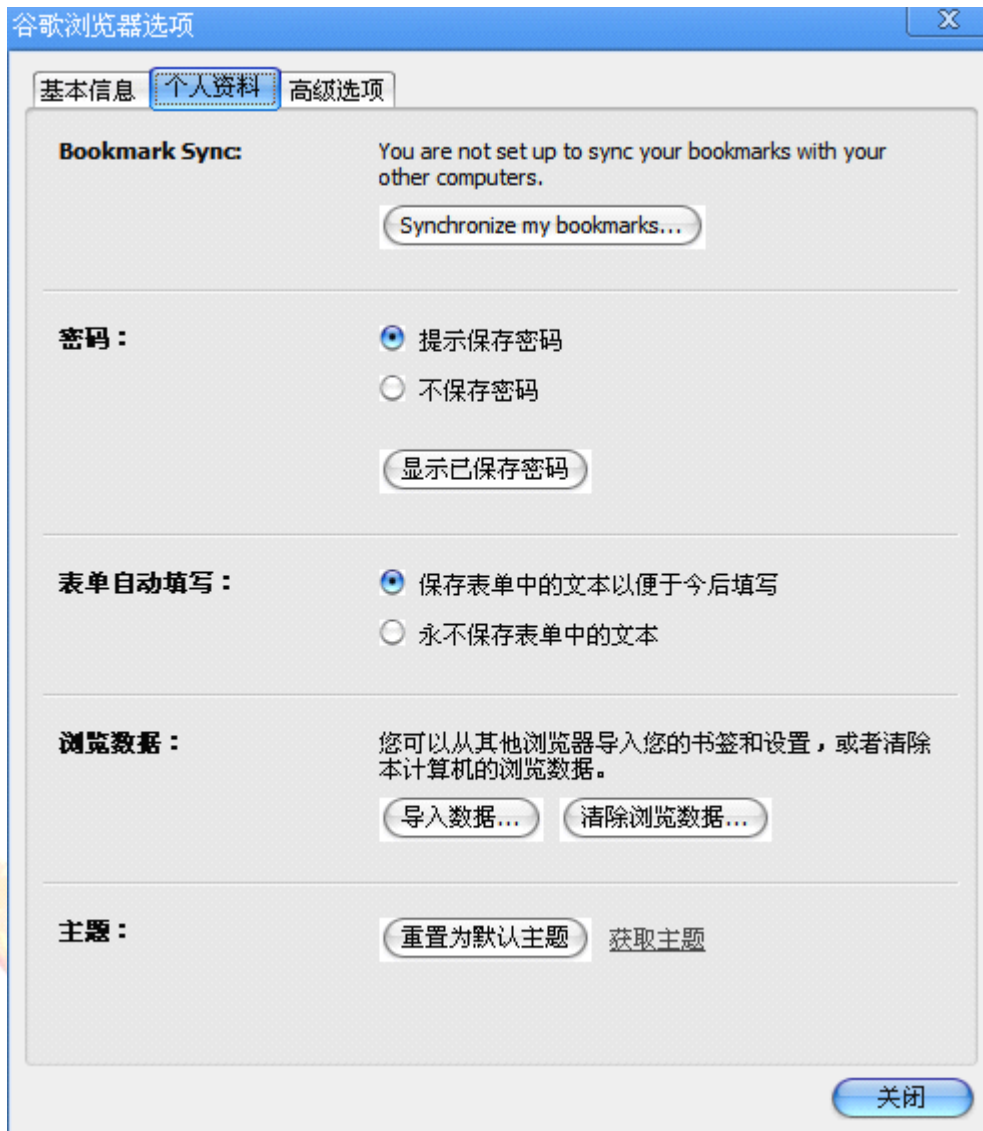 谷歌浏览器选项
基本信息 个人资料 高级选项
Bookmark Sync: You are not set up to sync your bookmarks with your
other computers.
Synchronize my bookmarks...
密码： 提示保存密码
不保存密码
显示已保存密码
表单自动填写： 保存表单中的文本以便于今后填写
永不保存表单中的文本
浏览数据： 您可以从其他浏览器导入您的书签和设置，或者清除
本计算机的浏览数据。
导入数据... 清除浏览数据...
主题： 重置为默认主题 获取主题
关闭